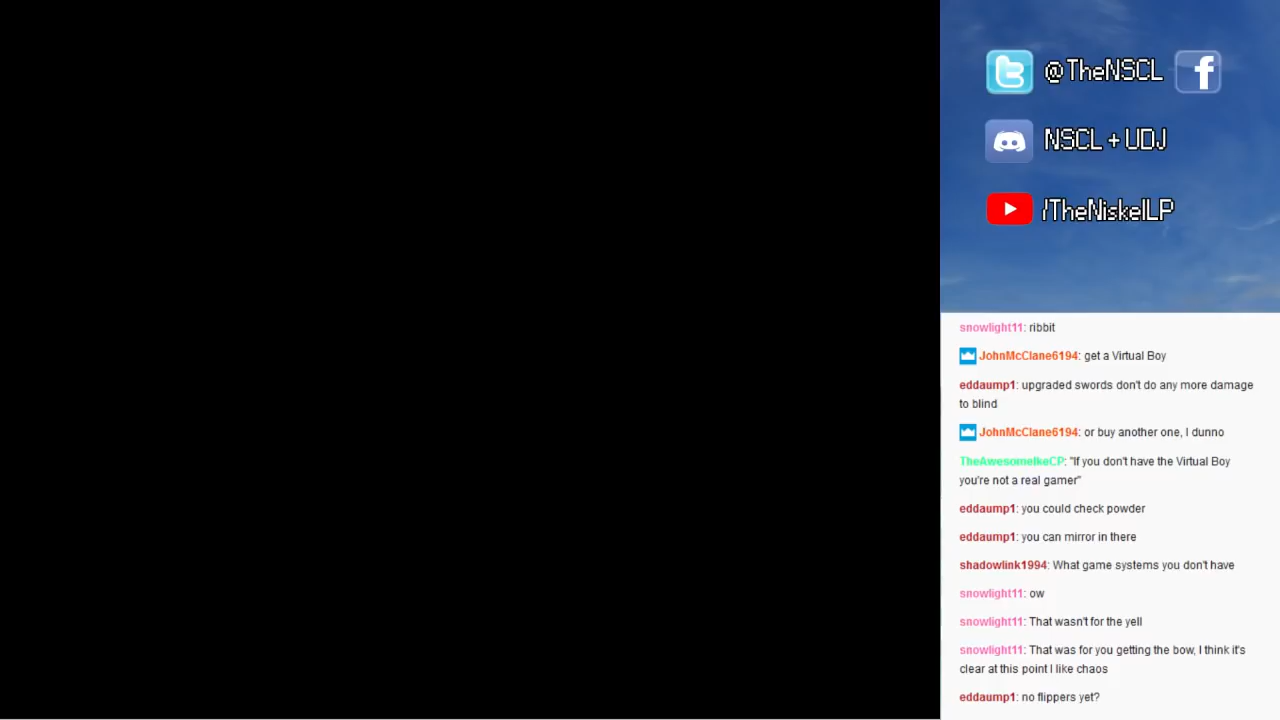 @TheNSCL
NSCL + UDJ
/TheNiskelLP
snowlight11: ribbit
JohnMcClane6194: get a Virtual Boy
eddaump1: upgraded swords don't do any more damage
to blind
JohnMcClane6194: or buy another one, I dunno
TheAwesomeIkeCP: "If you don't have the Virtual Boy
you're not a real gamer"
eddaump1: you could check powder
eddaump1: you can mirror in there
shadowlink1994: What game systems you don't have
snowlight11: ow
snowlight11: That wasn't for the yell
snowlight11: That was for you getting the bow, I think it's
clear at this point I like chaos
eddaump1: no flippers yet?